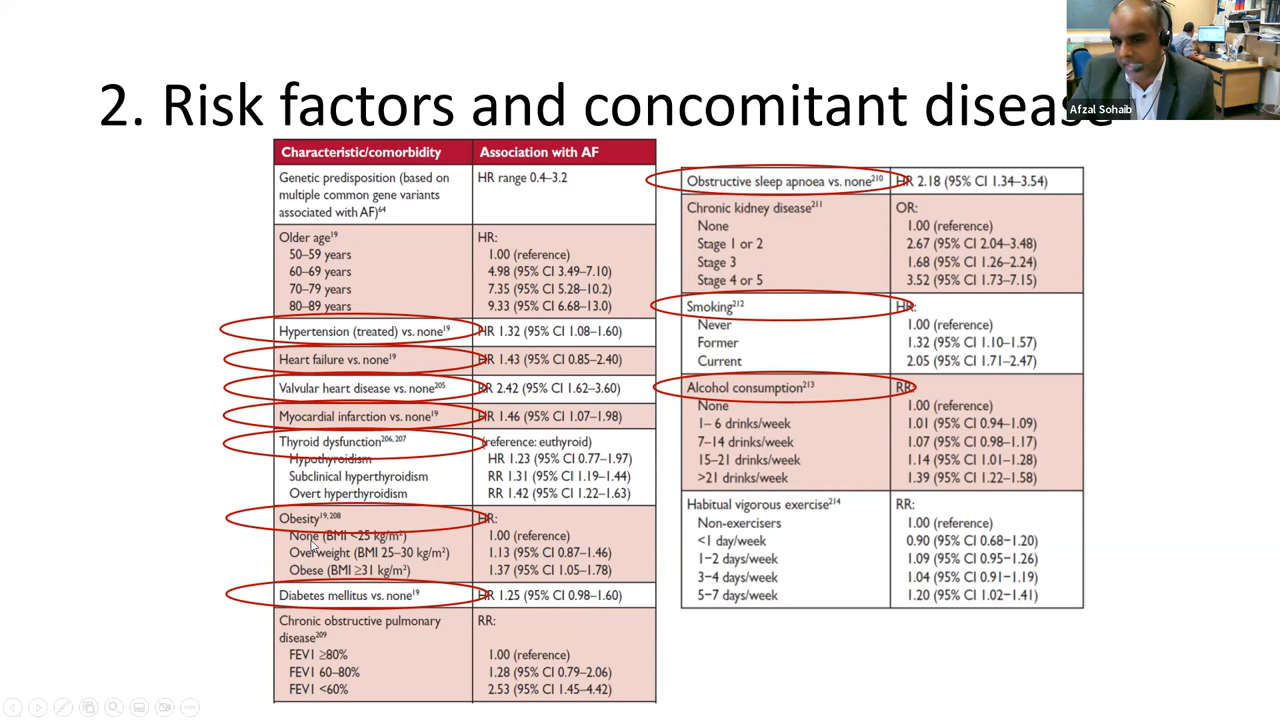 2. Risk factors and concomitant disease
Afzal Sohaib
Characteristic/comorbidity Association with AF
Genetic predisposition (based on HR range 0.4–3.2
multiple common gene variants
associated with AF)⁶⁴
Older age¹⁹ HR:
50–59 years 1.00 (reference)
60–69 years 4.98 (95% CI 3.49–7.10)
70–79 years 7.35 (95% CI 5.28–10.2)
80–89 years 9.33 (95% CI 6.68–13.0)
Hypertension (treated) vs. none¹⁹ HR 1.32 (95% CI 1.08–1.60)
Heart failure vs. none¹⁹ HR 1.43 (95% CI 0.85–2.40)
Valvular heart disease vs. none²⁰⁵ RR 2.42 (95% CI 1.62–3.60)
Myocardial infarction vs. none¹⁹ HR 1.46 (95% CI 1.07–1.98)
Thyroid dysfunction²⁰⁶,²⁰⁷ (reference: euthyroid)
Hypothyroidism HR 1.23 (95% CI 0.77–1.97)
Subclinical hyperthyroidism RR 1.31 (95% CI 1.19–1.44)
Overt hyperthyroidism RR 1.42 (95% CI 1.22–1.63)
Obesity¹⁹,²⁰⁸ HR:
None (BMI <25 kg/m²) 1.00 (reference)
Overweight (BMI 25–30 kg/m²) 1.13 (95% CI 0.87–1.46)
Obese (BMI ≥31 kg/m²) 1.37 (95% CI 1.05–1.78)
Diabetes mellitus vs. none¹⁹ HR 1.25 (95% CI 0.98–1.60)
Chronic obstructive pulmonary RR:
disease²⁰⁹
FEV1 ≥80% 1.00 (reference)
FEV1 60–80% 1.28 (95% CI 0.79–2.06)
FEV1 <60% 2.53 (95% CI 1.45–4.42)
Obstructive sleep apnoea vs. none²¹⁰ HR 2.18 (95% CI 1.34–3.54)
Chronic kidney disease²¹¹ OR:
None 1.00 (reference)
Stage 1 or 2 2.67 (95% CI 2.04–3.48)
Stage 3 1.68 (95% CI 1.26–2.24)
Stage 4 or 5 3.52 (95% CI 1.73–7.15)
Smoking²¹² HR:
Never 1.00 (reference)
Former 1.32 (95% CI 1.10–1.57)
Current 2.05 (95% CI 1.71–2.47)
Alcohol consumption²¹³ RR:
None 1.00 (reference)
1– 6 drinks/week 1.01 (95% CI 0.94–1.09)
7–14 drinks/week 1.07 (95% CI 0.98–1.17)
15–21 drinks/week 1.14 (95% CI 1.01–1.28)
>21 drinks/week 1.39 (95% CI 1.22–1.58)
Habitual vigorous exercise²¹⁴ RR:
Non-exercisers 1.00 (reference)
<1 day/week 0.90 (95% CI 0.68–1.20)
1–2 days/week 1.09 (95% CI 0.95–1.26)
3–4 days/week 1.04 (95% CI 0.91–1.19)
5–7 days/week 1.20 (95% CI 1.02–1.41)